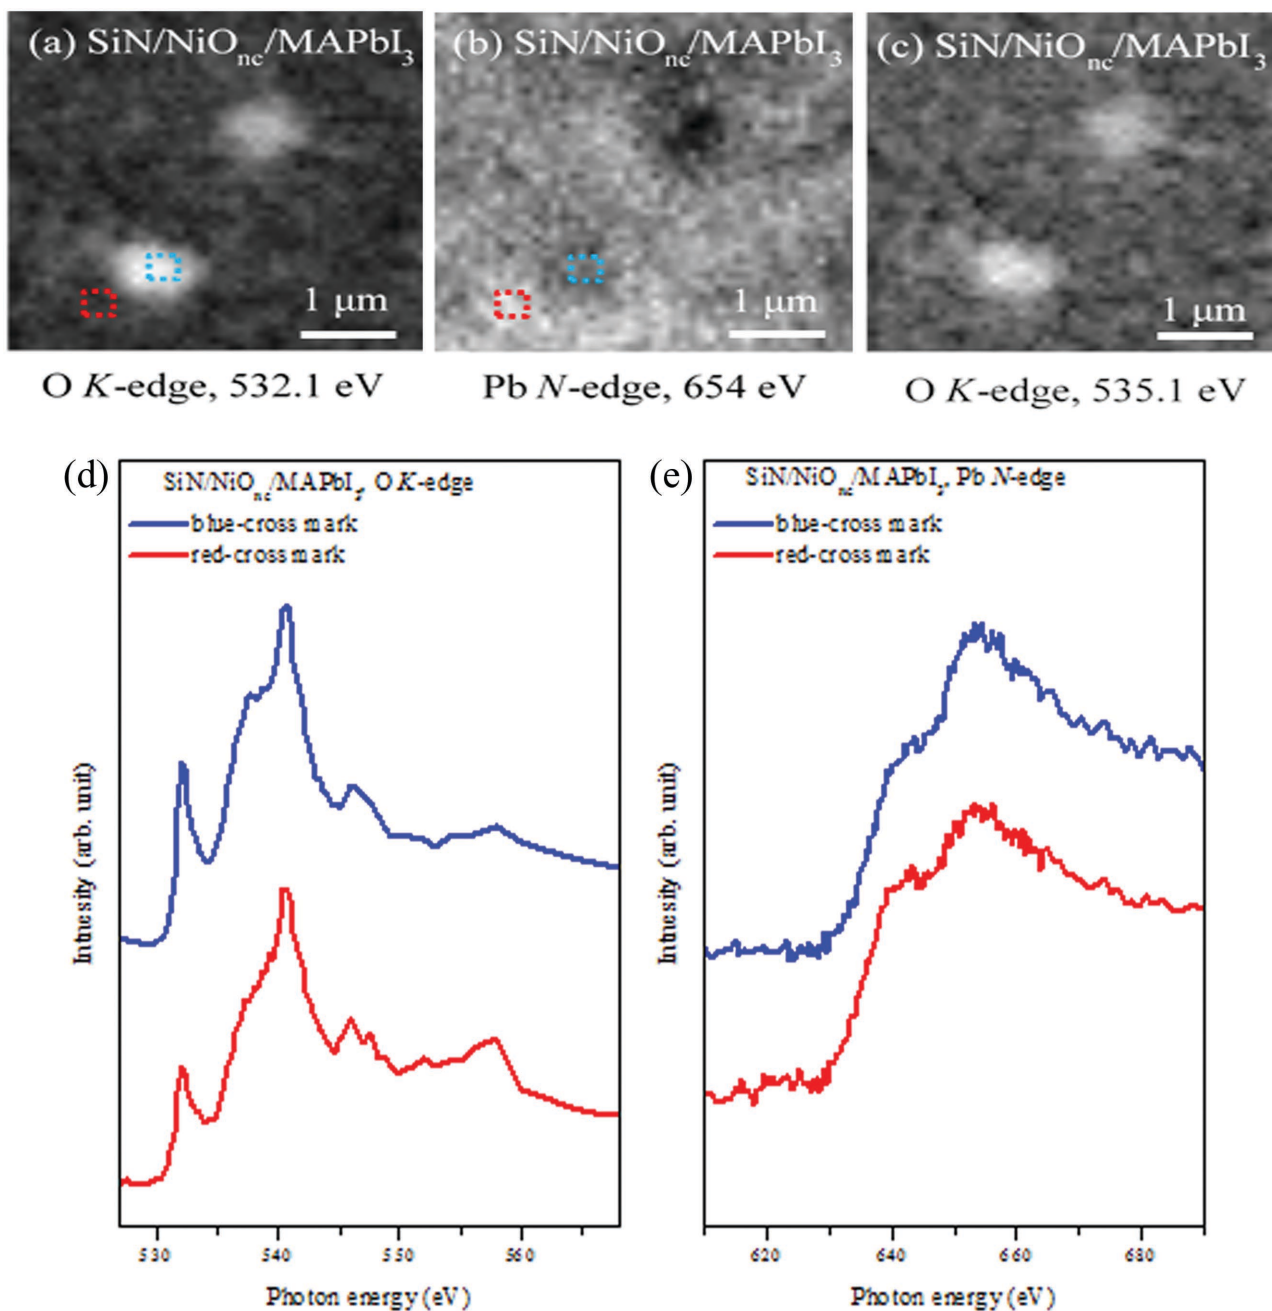 (a) SiN/NiOnc/MAPbI3
(b) SiN/NiOnc/MAPbI3
(c) SiN/NiOnc/MAPbI3
1 μm
1 μm
1 μm
O K-edge, 532.1 eV
Pb N-edge, 654 eV
O K-edge, 535.1 eV
(d)
SiN/NiOnc/MAPbI3, O K-edge
blue-cross mark
red-cross mark
Intnesity (arb. unit)
530 540 550 560
Photon energy (eV)
(e)
SiN/NiOnc/MAPbI3, Pb N-edge
blue-cross mark
red-cross mark
Intnesity (arb. unit)
620 640 660 680
Photon energy (eV)